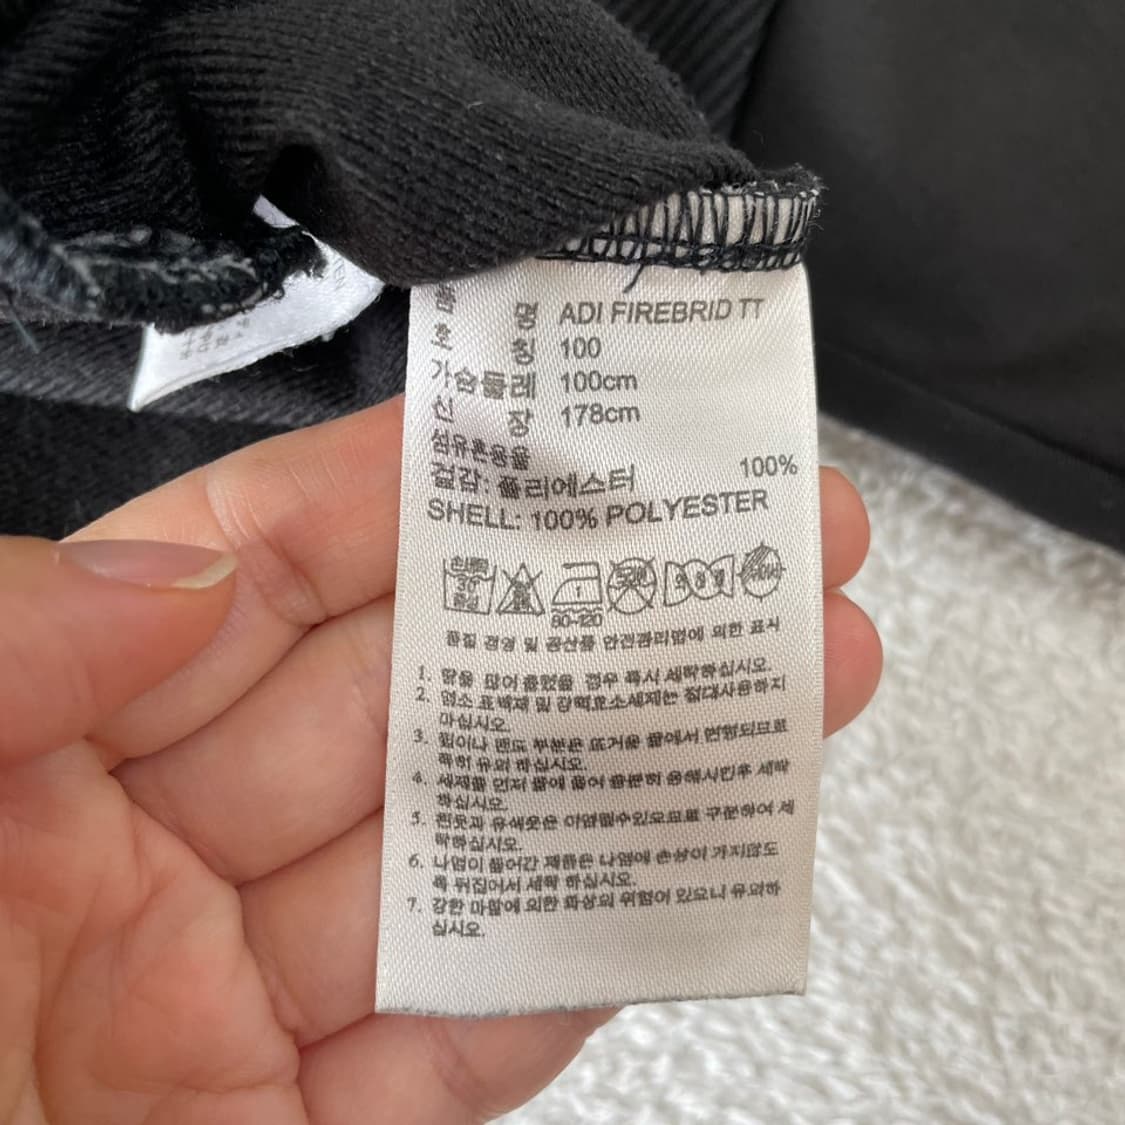 명 ADI FIREBRID TT
호 칭 100
가슴둘레 100cm
신 장 178cm
섬유혼용율
겉감: 폴리에스터 100%
SHELL: 100% POLYESTER
80-120
품질 경영 및 공산품 안전관리법에 의한 표시
1. 땀을 많이 흘렸을 경우 즉시 세탁하십시오.
2. 염소 표백제 및 강력효소세제는 절대사용하지
마십시오.
3. 립이나 밴드 부분은 뜨거운 물에서 변형되므로
특히 유의 하십시오.
4. 세제를 먼저 물에 풀어 충분히 용해시킨후 세탁
하십시오.
5. 흰옷과 유색옷은 이염될수있으므로 구분하여 세
탁하십시오.
6. 나염이 들어간 제품은 나염에 손상이 가지않도
록 뒤집어서 세탁 하십시오.
7. 강한 마찰에 의한 화상의 위험이 있으니 유의하
십시오.